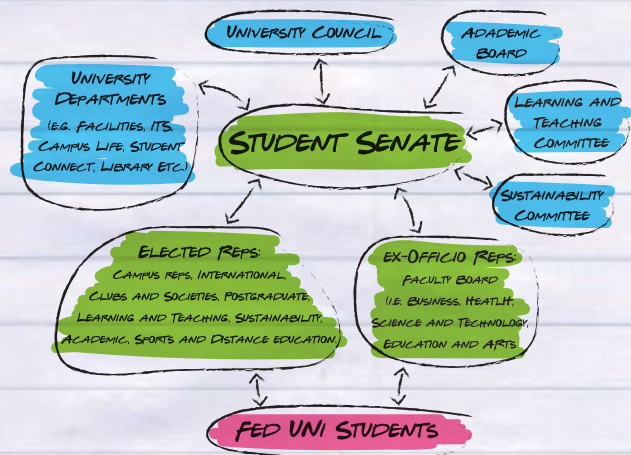 University Council
Adademic
Board
University
Departments
(e.g. Facilities, ITS,
Campus Life, Student
Connect, Library etc.)
Student Senate
Learning and
Teaching
Committee
Sustainability
Committee
Elected Reps:
Campus reps, International,
Clubs and Societies, Postgraduate,
Learning and Teaching, Sustainability,
Academic, Sports and Distance education.
ex-Officio Reps:
Faculty Board
(i.e. Business, Heatlh,
Science and Technology,
Education and Arts
Fed Uni Students